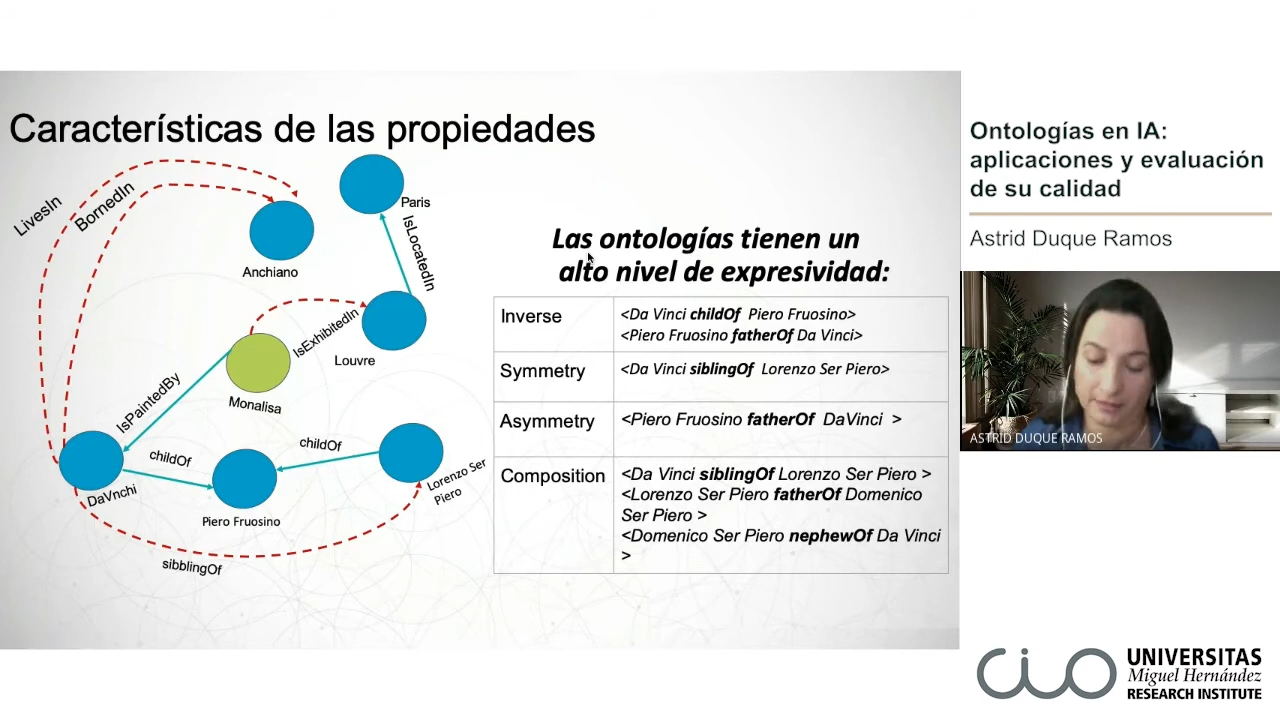 Características de las propiedades
LivesIn
BornedIn
Paris
IsLocatedIn
Anchiano
IsExhibitedIn
Louvre
Monalisa
IsPaintedBy
childOf
childOf
DaVnchi
Piero Fruosino
Lorenzo Ser
Piero
sibblingOf
Las ontologías tienen un
alto nivel de expresividad:
Inverse
<Da Vinci childOf Piero Fruosino>
<Piero Fruosino fatherOf Da Vinci>
Symmetry
<Da Vinci siblingOf Lorenzo Ser Piero>
Asymmetry
<Piero Fruosino fatherOf DaVinci >
Composition
<Da Vinci siblingOf Lorenzo Ser Piero >
<Lorenzo Ser Piero fatherOf Domenico
Ser Piero >
<Domenico Ser Piero nephewOf Da Vinci
>
Ontologías en IA:
aplicaciones y evaluación
de su calidad
Astrid Duque Ramos
ASTRID DUQUE RAMOS
cio
UNIVERSITAS
Miguel Hernández
RESEARCH INSTITUTE